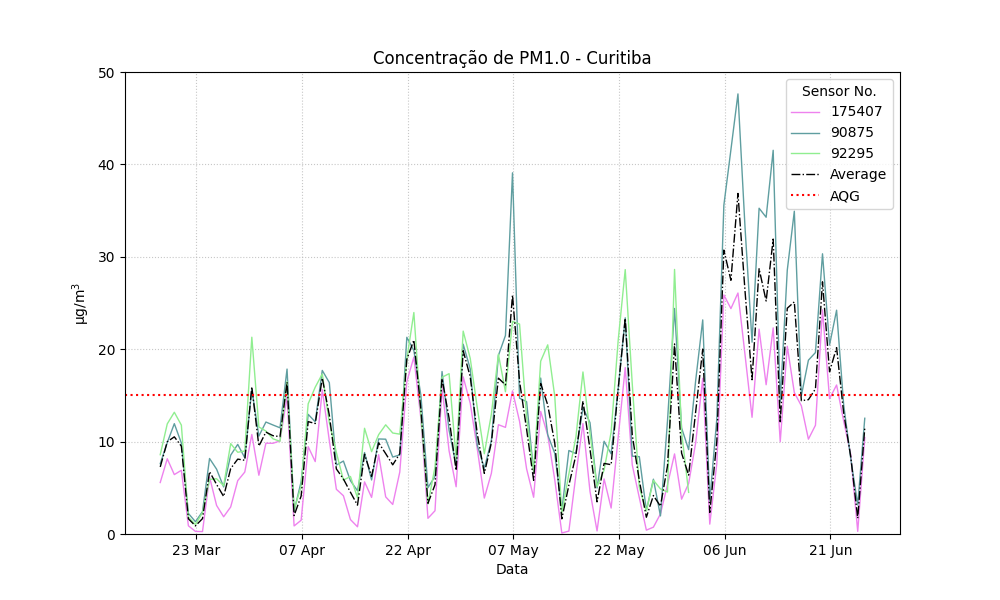 Concentração de PM1.0 - Curitiba
50
40
30
20
10
0
µg/m³
Sensor No.
175407
90875
92295
Average
AQG
23 Mar
07 Apr
22 Apr
07 May
22 May
06 Jun
21 Jun
Data